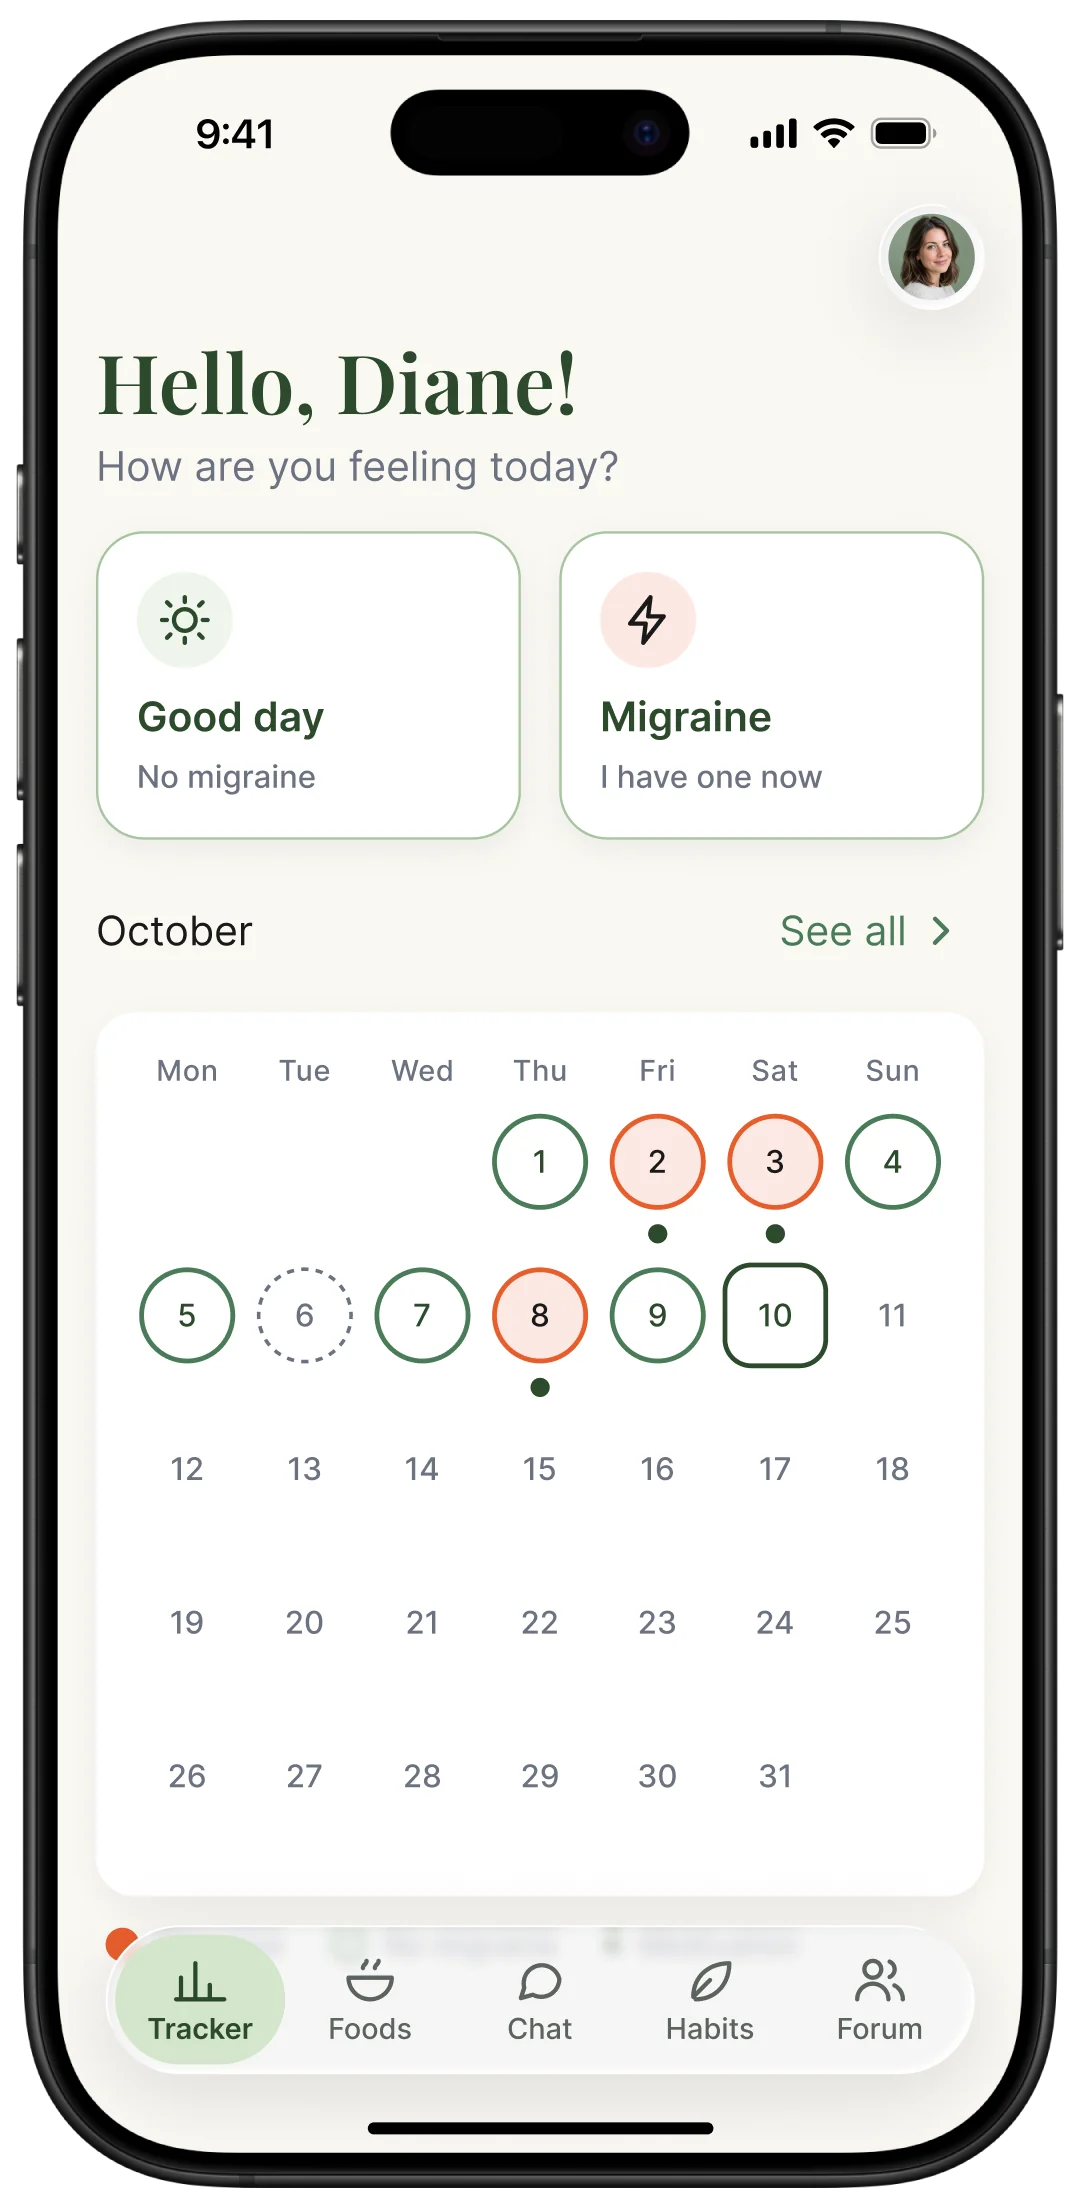 9:41
Hello, Diane!
How are you feeling today?
Good day
No migraine
Migraine
I have one now
October
See all
Mon Tue Wed Thu Fri Sat Sun
1 2 3 4
5 6 7 8 9 10 11
12 13 14 15 16 17 18
19 20 21 22 23 24 25
26 27 28 29 30 31
Tracker Foods Chat Habits Forum